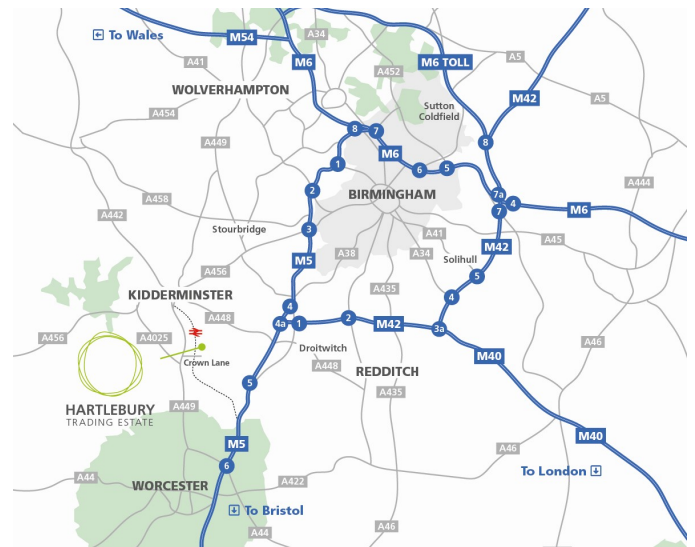 To Wales
M54
A34
A41
M6
A452
M6 TOLL
A5
WOLVERHAMPTON
M42
A5
A454
Sutton
Coldfield
A449
8
7
M6
8
1
6
5
A444
2
BIRMINGHAM
7a
4
A458
7
M6
A442
Stourbridge
3
A41
A45
A38
A34
M42
M5
Solihull
A456
5
A435
KIDDERMINSTER
4
4
A448
4a
1
2
M42
3a
A456
A4025
A46
Crown Lane
Droitwitch
M40
A448
REDDITCH
5
A435
HARTLEBURY
TRADING ESTATE
A449
M5
M40
A46
6
To London
A44
A422
WORCESTER
To Bristol
A44
A46